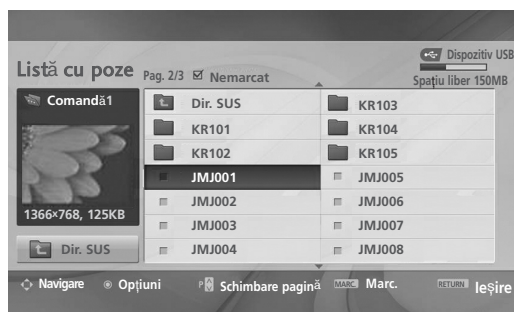 Dispozitiv USB
Listă cu poze Pag. 2/3 Nemarcat
Spaţiu liber 150MB
Comandă1
Dir. SUS
KR101
KR102
JMJ001
JMJ002
JMJ003
JMJ004
KR103
KR104
KR105
JMJ005
JMJ006
JMJ007
JMJ008
1366×768, 125KB
Dir. SUS
Navigare Opţiuni P Schimbare pagină MARC. Marc. RETURN Ieşire